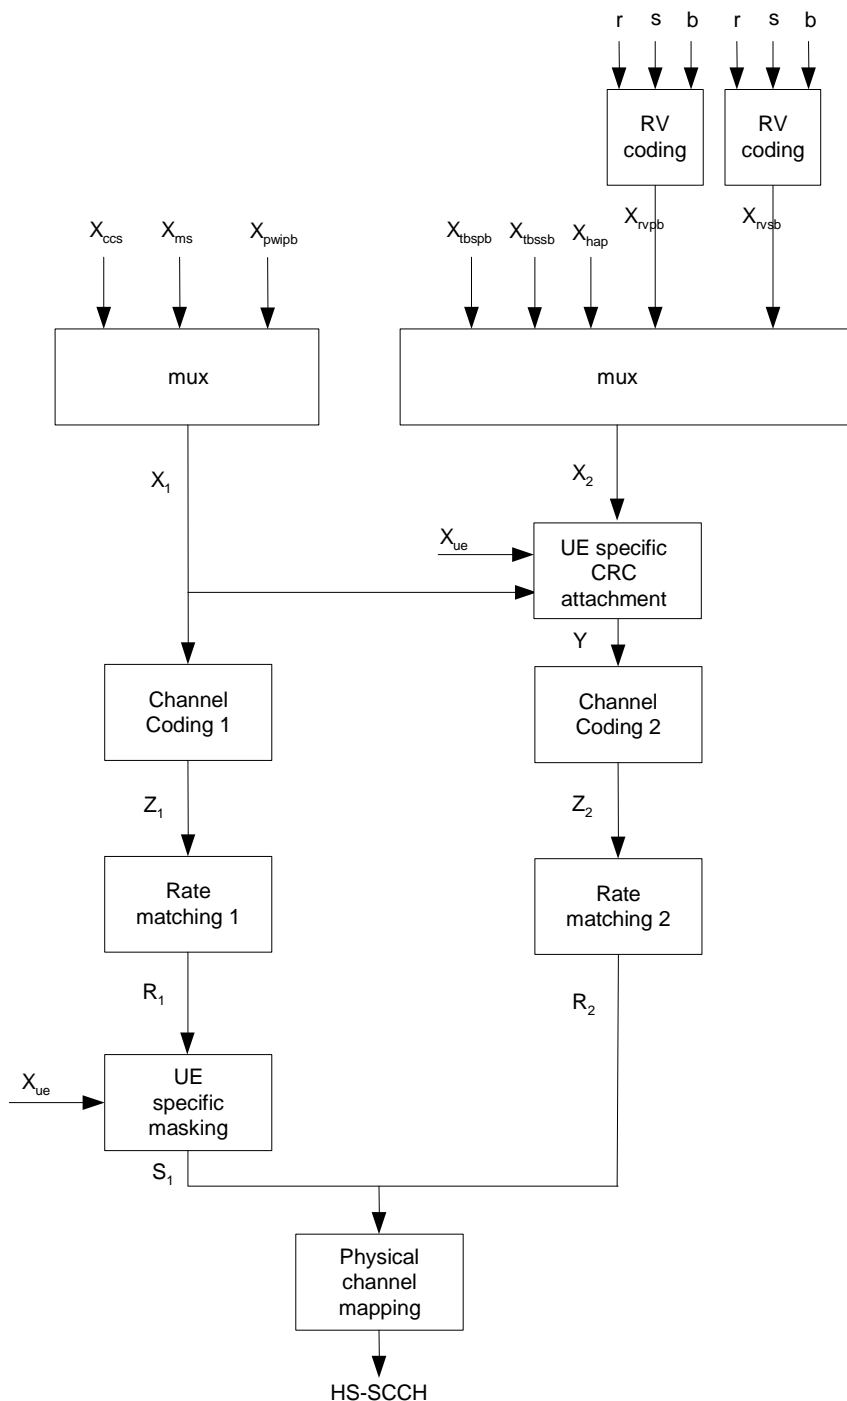 r s b r s b
RV
coding
RV
coding
X_ccs X_ms X_pwipb X_tbspb X_tbssb X_hap X_rvpb X_rvsb
mux mux
X_1 X_2
X_ue
UE specific
CRC
attachment
Y
Channel
Coding 1
Channel
Coding 2
Z_1 Z_2
Rate
matching 1
Rate
matching 2
R_1 R_2
X_ue
UE
specific
masking
S_1
Physical
channel
mapping
HS-SCCH